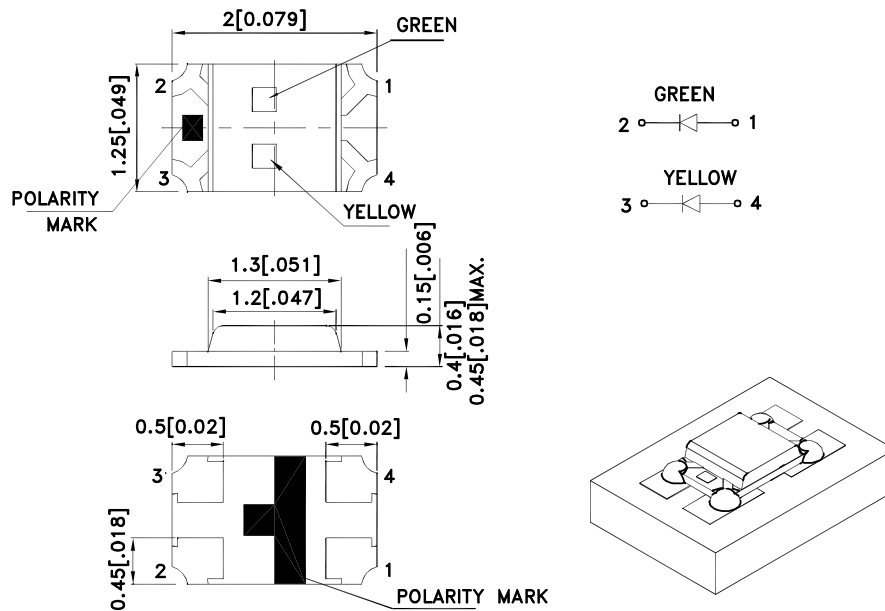 2[0.079]
GREEN
2
1
1.25[.049]
3
4
POLARITY
MARK
YELLOW
GREEN
2
1
YELLOW
3
4
1.3[.051]
1.2[.047]
0.15[.006]
0.4[.016]
0.45[.018]MAX.
0.5[0.02]
0.5[0.02]
3
4
0.45[.018]
2
1
POLARITY MARK